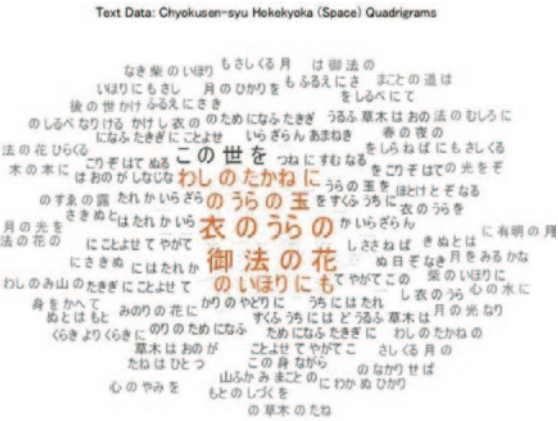 Text Data: Chyokusen-syu Hokekyoka (Space) Quadrigrams
なき 柴 の いほり も さし くる 月 は 御 法 の
いほり に も さし 月 の ひかり を も ふる え に さ まこと の 道 は
後 の 世 かけ ふる え に さき を しる べ に て
の しる べ なり ける かけ し 衣 の の ため に なふ たきぎ うる ふ 草木 は おの 法 の むしろ に
に なふ たきぎ に ことよせ いら ざらん あまねき 春 の 夜 の
法 の 花 ひらくる こ の 世 を つね に すむ なる を しら ねば に も さし くる
木 の 本 に こり ぞ はて ぬる を こり ぞ はて の 光 を ぞ
は おの が しな じな わし の たかね に うら の 玉 を ほとけ と ぞ なる
の すゑ の 露 たれ か いら ざら の うら の 玉 を すくふ うち に 衣 の うら を
月 の 光 を さき ぬ と は たれ か いら 衣 の うら の か いら ざらん に 有明 の 月
法 の 花 の に ことよせ て やがて し ささ ねば き ぬ と は
に さき ぬ に は たれ か 御 法 の 花 ぬ 日 ぞ なき 月 を みる かな
わし の み山 の たきぎ に ことよせ て の いほり に も て やがて こ の 柴 の いほり に 心 の 水 に
身 を かへ て みのり の 花 に かり の やどり に うち に は たれ し 衣 の うら
ぬ と は もと すくふ うち に は ど うる ふ 草木 は 月 の 光 なり
くらき より くらき に のり の ため に なふ ため に なふ たきぎ に わし の たかね の
草木 は おの が ことよせ て やがて こ さし くる 月 の
たね は ひとつ こ の 身 ながら の なかり せば
心 の やみ を 山ふかみ まこと の に わか ぬ ひかり
もと の しづく を
の 草木 の たね